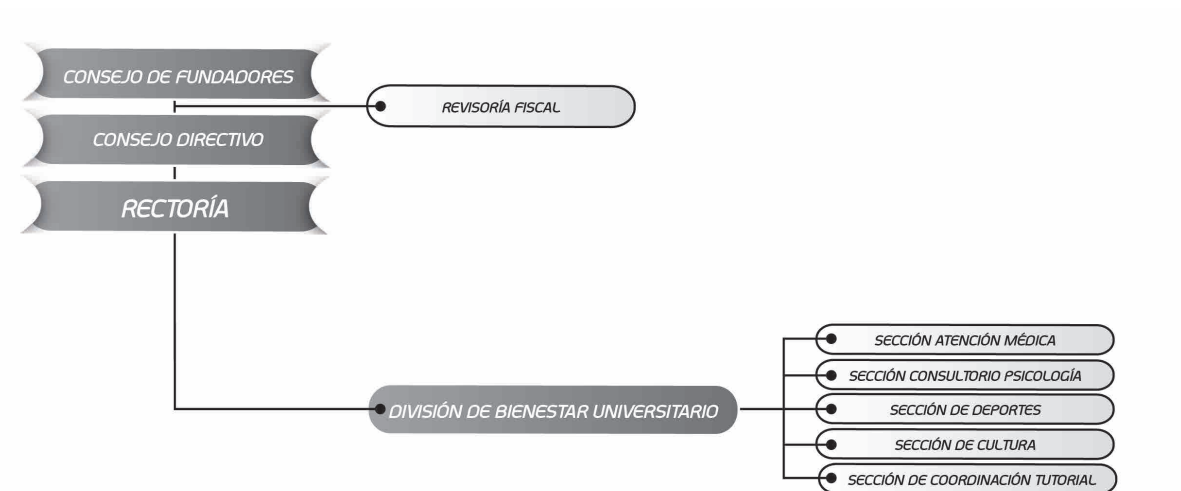 CONSEJO DE FUNDADORES
REVISORÍA FISCAL
CONSEJO DIRECTIVO
RECTORÍA
DIVISIÓN DE BIENESTAR UNIVERSITARIO
SECCIÓN ATENCIÓN MÉDICA
SECCIÓN CONSULTORIO PSICOLOGÍA
SECCIÓN DE DEPORTES
SECCIÓN DE CULTURA
SECCIÓN DE COORDINACIÓN TUTORIAL